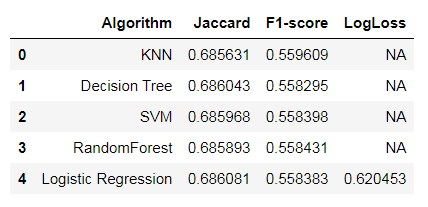 Algorithm Jaccard F1-score LogLoss
0 KNN 0.685631 0.559609 NA
1 Decision Tree 0.686043 0.558295 NA
2 SVM 0.685968 0.558398 NA
3 RandomForest 0.685893 0.558431 NA
4 Logistic Regression 0.686081 0.558383 0.620453